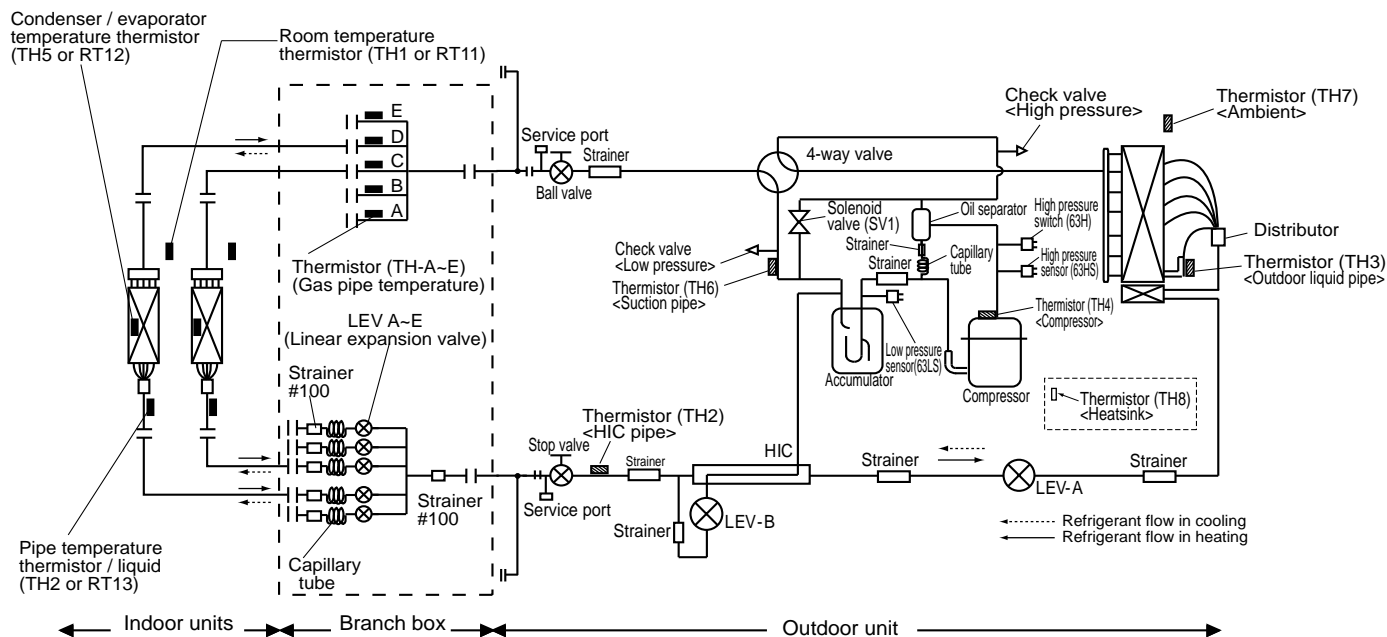 Condenser / evaporator
temperature thermistor
(TH5 or RT12)
Room temperature
thermistor (TH1 or RT11)
E
D
C
B
A
Thermistor (TH-A~E)
(Gas pipe temperature)
LEV A~E
(Linear expansion valve)
Strainer
#100
Strainer
#100
Capillary
tube
Pipe temperature
thermistor / liquid
(TH2 or RT13)
Service port
Ball valve
Strainer
4-way valve
Check valve
<High pressure>
Thermistor (TH7)
<Ambient>
Solenoid
valve (SV1)
Oil separator
High pressure
switch (63H)
High pressure
sensor (63HS)
Distributor
Check valve
<Low pressure>
Thermistor (TH6)
<Suction pipe>
Strainer
Strainer
Capillary
tube
Thermistor (TH4)
<Compressor>
Thermistor (TH3)
<Outdoor liquid pipe>
Low pressure
sensor(63LS)
Accumulator
Compressor
Thermistor (TH8)
<Heatsink>
Thermistor (TH2)
<HIC pipe>
Stop valve
Service port
Strainer
HIC
Strainer
LEV-B
Strainer
LEV-A
Strainer
Refrigerant flow in cooling
Refrigerant flow in heating
Indoor units
Branch box
Outdoor unit